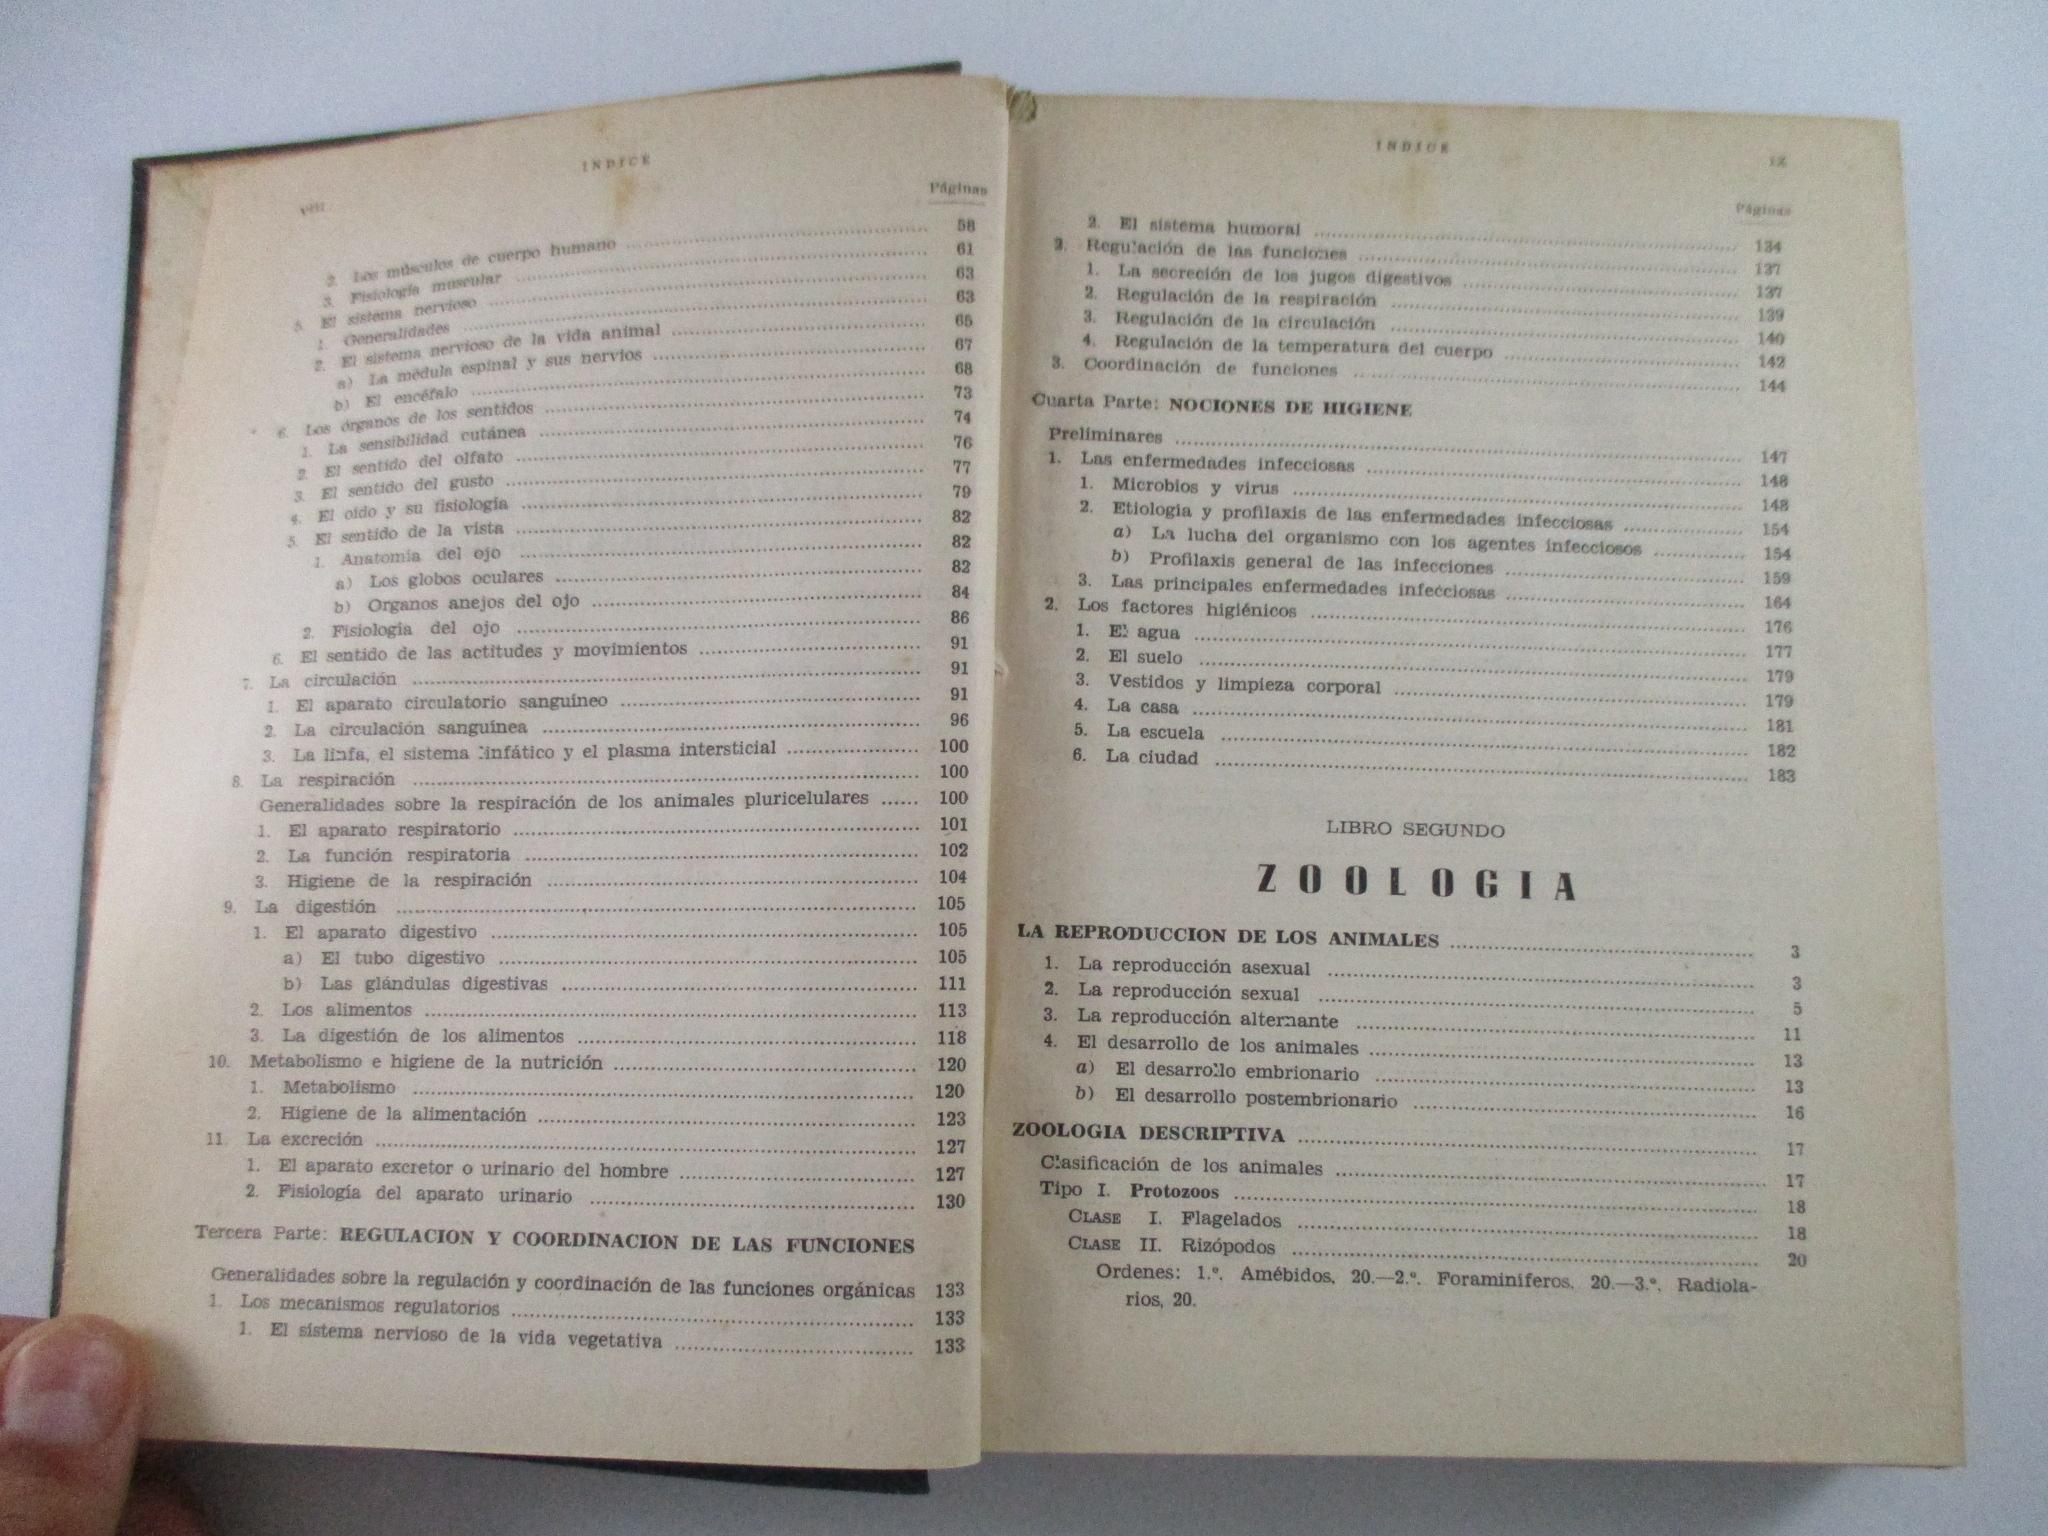 INDICE
VIII
Páginas
2. Los músculos de cuerpo humano 58
3. Fisiología muscular 61
5. El sistema nervioso 63
1. Generalidades 63
2. El sistema nervioso de la vida animal 65
a) La médula espinal y sus nervios 67
b) El encéfalo 68
6. Los órganos de los sentidos 73
1. La sensibilidad cutánea 74
2. El sentido del olfato 76
3. El sentido del gusto 77
4. El oído y su fisiología 79
5. El sentido de la vista 82
1. Anatomía del ojo 82
a) Los globos oculares 82
b) Organos anejos del ojo 84
2. Fisiología del ojo 86
6. El sentido de las actitudes y movimientos 91
7. La circulación 91
1. El aparato circulatorio sanguíneo 91
2. La circulación sanguínea 96
3. La linfa, el sistema linfático y el plasma intersticial 100
8. La respiración 100
Generalidades sobre la respiración de los animales pluricelulares 100
1. El aparato respiratorio 101
2. La función respiratoria 102
3. Higiene de la respiración 104
9. La digestión 105
1. El aparato digestivo 105
a) El tubo digestivo 105
b) Las glándulas digestivas 111
2. Los alimentos 113
3. La digestión de los alimentos 118
10. Metabolismo e higiene de la nutrición 120
1. Metabolismo 120
2. Higiene de la alimentación 123
11. La excreción 127
1. El aparato excretor o urinario del hombre 127
2. Fisiología del aparato urinario 130
Tercera Parte: REGULACION Y COORDINACION DE LAS FUNCIONES
Generalidades sobre la regulación y coordinación de las funciones orgánicas 133
1. Los mecanismos regulatorios 133
1. El sistema nervioso de la vida vegetativa 133
INDICE
IX
Páginas
2. El sistema humoral 134
2. Regulación de las funciones 137
1. La secreción de los jugos digestivos 137
2. Regulación de la respiración 139
3. Regulación de la circulación 140
4. Regulación de la temperatura del cuerpo 142
3. Coordinación de funciones 144
Cuarta Parte: NOCIONES DE HIGIENE
Preliminares 147
1. Las enfermedades infecciosas 148
1. Microbios y virus 148
2. Etiología y profilaxis de las enfermedades infecciosas 154
a) La lucha del organismo con los agentes infecciosos 154
b) Profilaxis general de las infecciones 159
3. Las principales enfermedades infecciosas 164
2. Los factores higiénicos 176
1. El agua 177
2. El suelo 179
3. Vestidos y limpieza corporal 179
4. La casa 181
5. La escuela 182
6. La ciudad 183
LIBRO SEGUNDO
ZOOLOGIA
LA REPRODUCCION DE LOS ANIMALES 3
1. La reproducción asexual 3
2. La reproducción sexual 5
3. La reproducción alternante 11
4. El desarrollo de los animales 13
a) El desarrollo embrionario 13
b) El desarrollo postembrionario 16
ZOOLOGIA DESCRIPTIVA 17
Clasificación de los animales 17
Tipo I. Protozoos 18
CLASE I. Flagelados 18
CLASE II. Rizópodos 20
Ordenes: 1.º, Amébidos, 20.—2.º, Foraminíferos, 20.—3.º, Radiola-
rios, 20.